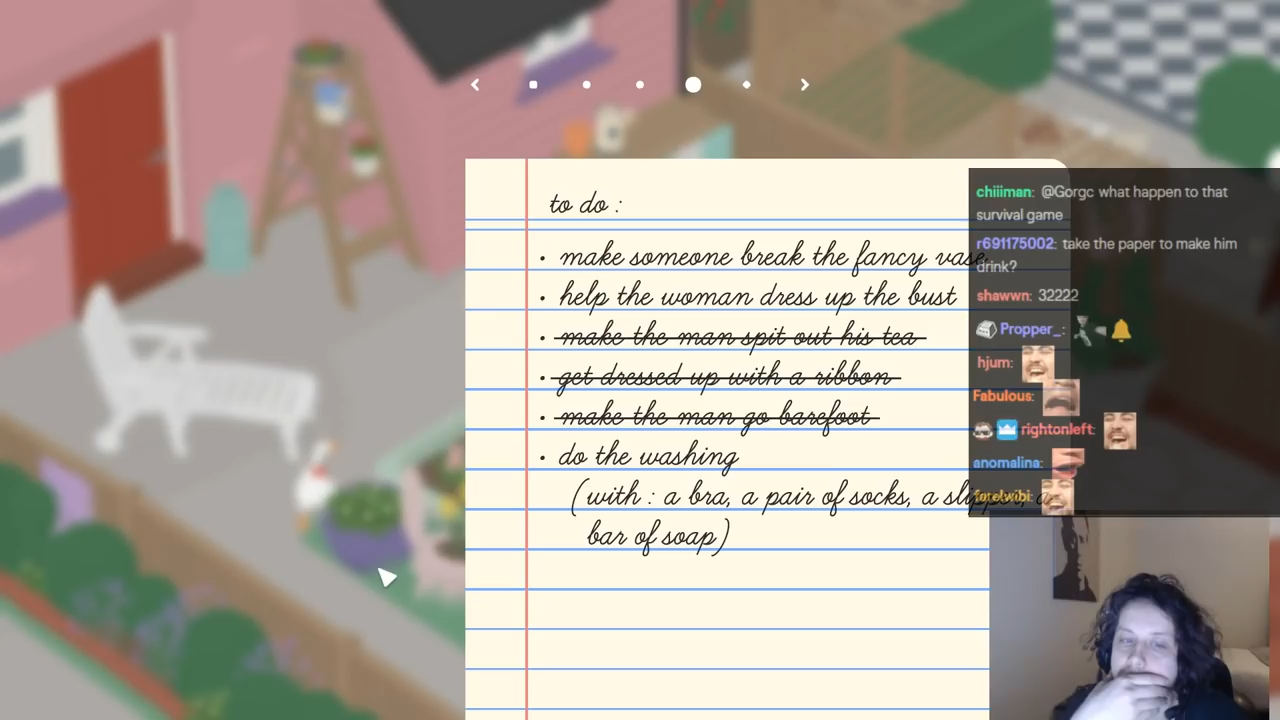 to do :
• make someone break the fancy vase
• help the woman dress up the bust
• make the man spit out his tea
• get dressed up with a ribbon
• make the man go barefoot
• do the washing
(with : a bra, a pair of socks, a slipper, a
bar of soap)
chiiiman: @Gorgc what happen to that
survival game
r691175002: take the paper to make him
drink?
shawwn: 32222
Propper_:
hjum:
Fabulous:
rightonleft:
anomalina: